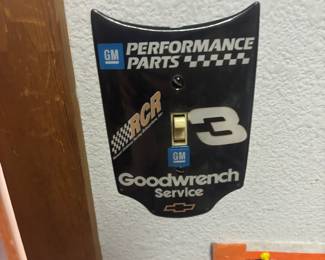 GM PERFORMANCE
PARTS
RCR
3
GM
Goodwrench
Service